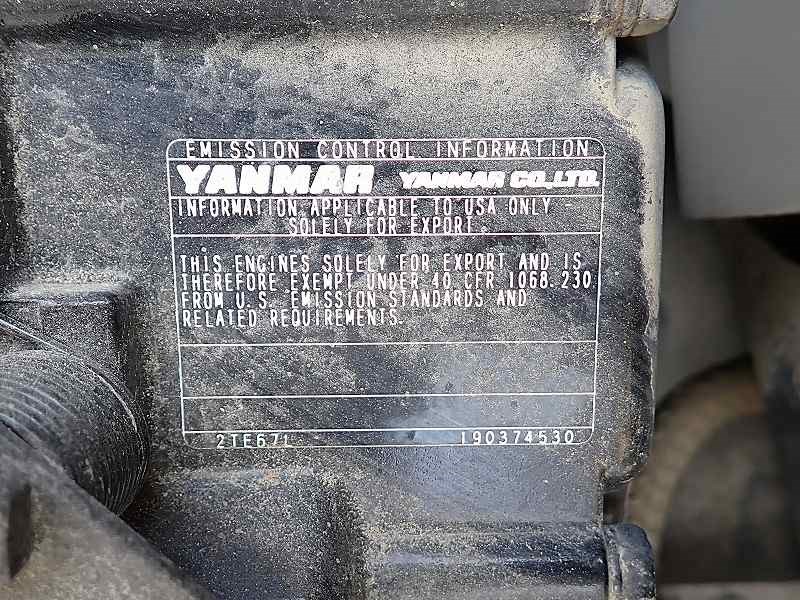 EMISSION CONTROL INFORMATION
YANMAR YANMAR CO.,LTD.
INFORMATION APPLICABLE TO USA ONLY -
SOLELY FOR EXPORT.
THIS ENGINES SOLELY FOR EXPORT AND IS
THEREFORE EXEMPT UNDER 40 CFR 1068.230
FROM U.S. EMISSION STANDARDS AND
RELATED REQUIREMENTS.
2TE67L 190374530